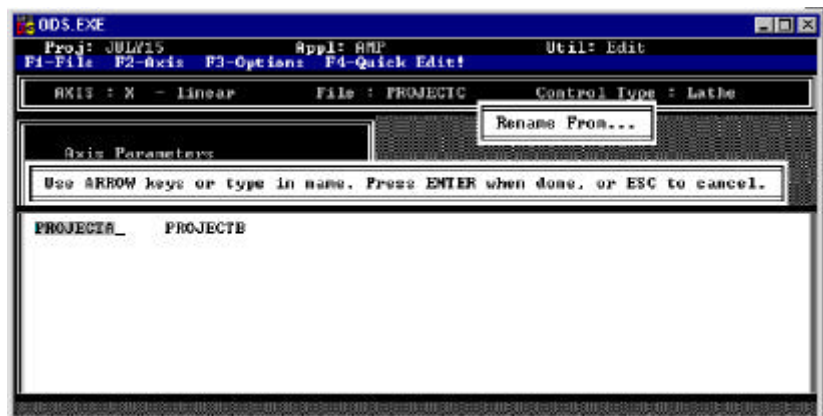 ODS.EXE
Proj: JULY15 Appl: AMP Util: Edit
F1-File F2-Axis F3-Options F4-Quick Edit!
AXIS : X - linear File : PROJECTC Control Type : Lathe
Rename From...
Axis Parameters
Use ARROW keys or type in name. Press ENTER when done, or ESC to cancel.
PROJECTA_ PROJECTB